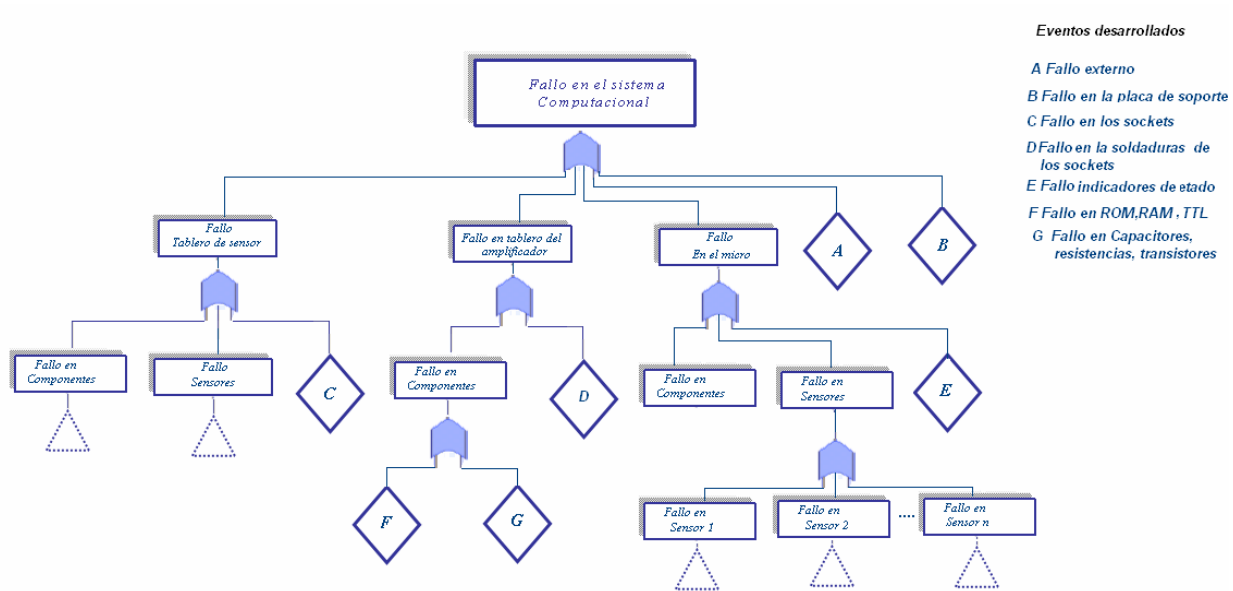 Eventos desarrollados
Fallo en el sistema
Computacional
A Fallo externo
B Fallo en la placa de soporte
C Fallo en los sockets
D Fallo en la soldaduras de
los sockets
E Fallo indicadores de etado
F Fallo en ROM,RAM , TTL
G Fallo en Capacitores,
resistencias, transistores
Fallo
Tablero de sensor
Fallo en tablero del
amplificador
Fallo
En el micro
A
B
Fallo en
Componentes
Fallo
Sensores
C
Fallo en
Componentes
D
Fallo en
Componentes
Fallo en
Sensores
E
F
G
Fallo en
Sensor 1
Fallo en
Sensor 2
....
Fallo en
Sensor n